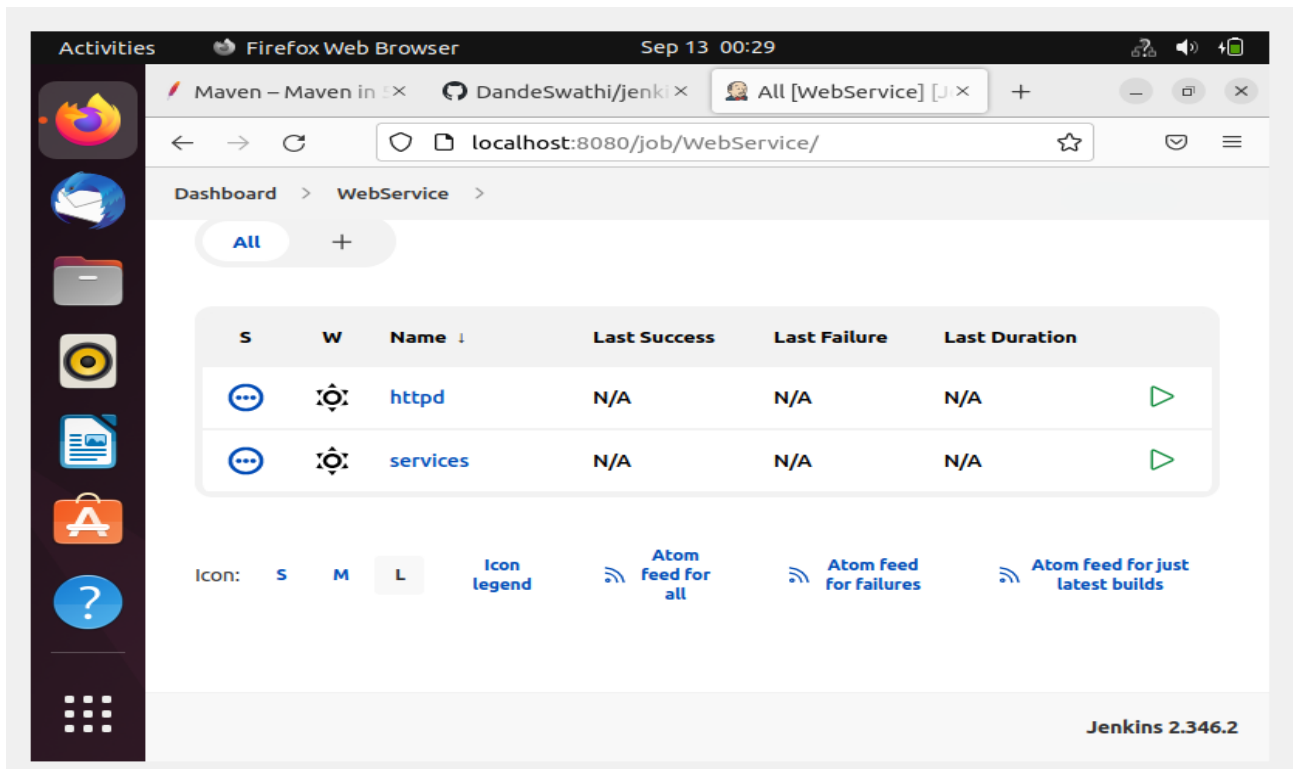 Activities Firefox Web Browser Sep 13 00:29
Maven – Maven in DandeSwathi/jenki All [WebService] [J
localhost:8080/job/WebService/
Dashboard > WebService >
All +
S W Name ↓ Last Success Last Failure Last Duration
httpd N/A N/A N/A
services N/A N/A N/A
Icon: S M L Icon legend Atom feed for all Atom feed for failures Atom feed for just latest builds
Jenkins 2.346.2